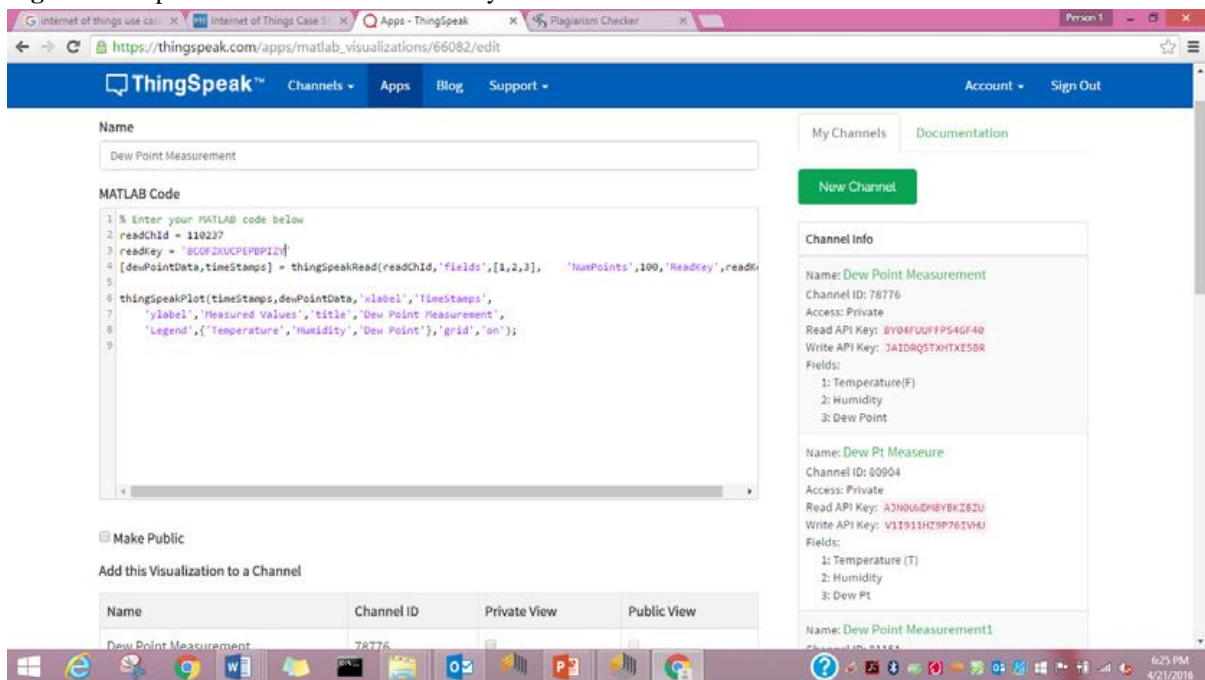 G internet of things use cas
Internet of Things Case S
Apps - ThingSpeak
Plagiarism Checker
Person 1
https://thingspeak.com/apps/matlab_visualizations/66082/edit
ThingSpeak™
Channels
Apps
Blog
Support
Account
Sign Out
Name
Dew Point Measurement
MATLAB Code
1 % Enter your MATLAB code below
2 readChId = 110237
3 readKey =
4 [dewPointData,timeStamps] = thingSpeakRead(readChId,'fields',[1,2,3], 'NumPoints',100,'ReadKey',readK
5
6 thingSpeakPlot(timeStamps,dewPointData,'xlabel','TimeStamps',
7 'ylabel','Measured Values','title','Dew Point Measurement',
8 'Legend',{'Temperature','Humidity','Dew Point'},'grid','on');
9
Make Public
Add this Visualization to a Channel
Name Channel ID Private View Public View
Dew Point Measurement 78776
My Channels
Documentation
New Channel
Channel Info
Name: Dew Point Measurement
Channel ID: 78776
Access: Private
Read API Key:
Write API Key:
Fields:
1: Temperature(F)
2: Humidity
3: Dew Point
Name: Dew Pt Measeure
Channel ID: 80904
Access: Private
Read API Key:
Write API Key:
Fields:
1: Temperature (T)
2: Humidity
3: Dew Pt
Name: Dew Point Measurement1
6:25 PM
4/21/2016